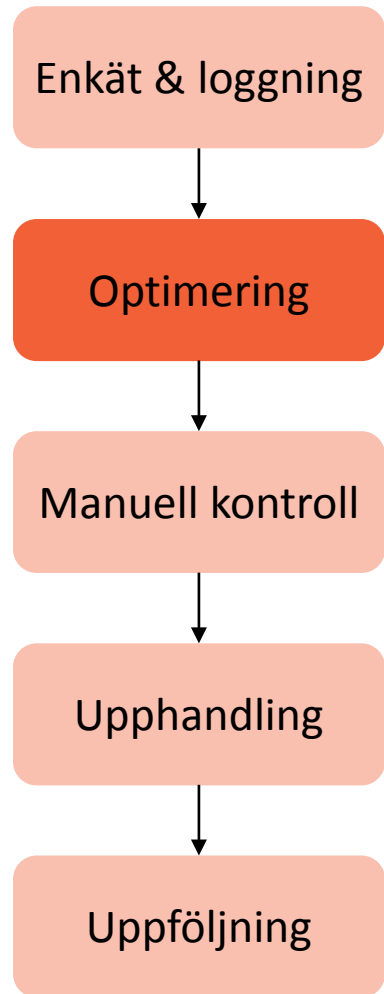 Enkät & loggning
Optimering
Manuell kontroll
Upphandling
Uppföljning